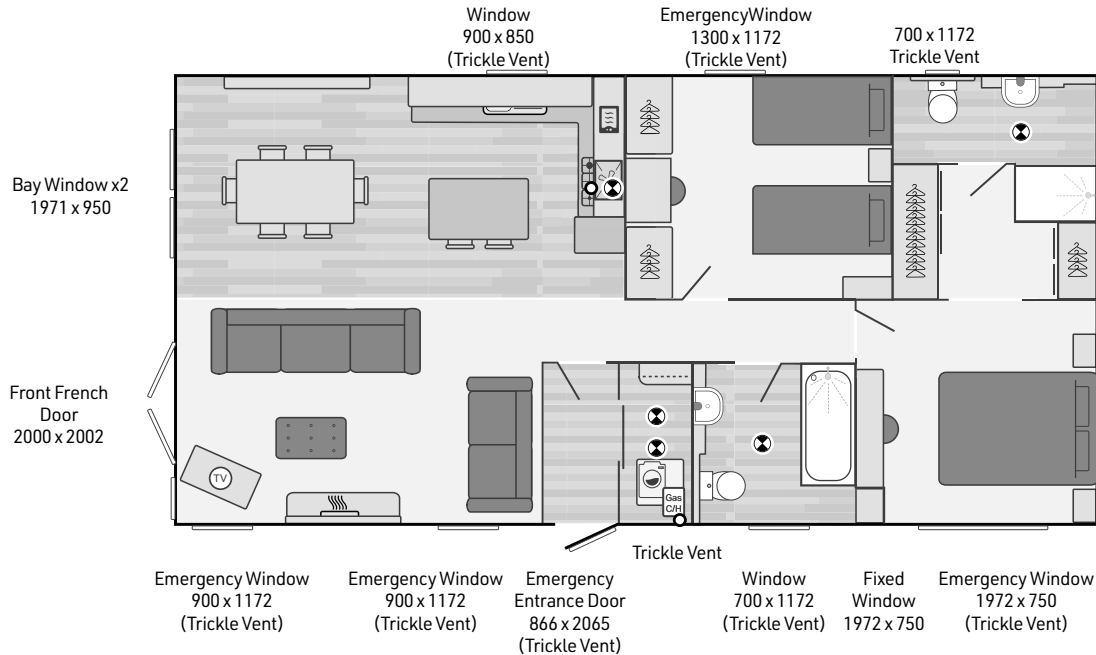 Window
900 x 850
(Trickle Vent)
EmergencyWindow
1300 x 1172
(Trickle Vent)
700 x 1172
Trickle Vent
Bay Window x2
1971 x 950
Front French
Door
2000 x 2002
TV
Gas
C/H
Trickle Vent
Emergency Window
900 x 1172
(Trickle Vent)
Emergency Window
900 x 1172
(Trickle Vent)
Emergency
Entrance Door
866 x 2065
(Trickle Vent)
Window
700 x 1172
(Trickle Vent)
Fixed
Window
1972 x 750
Emergency Window
1972 x 750
(Trickle Vent)